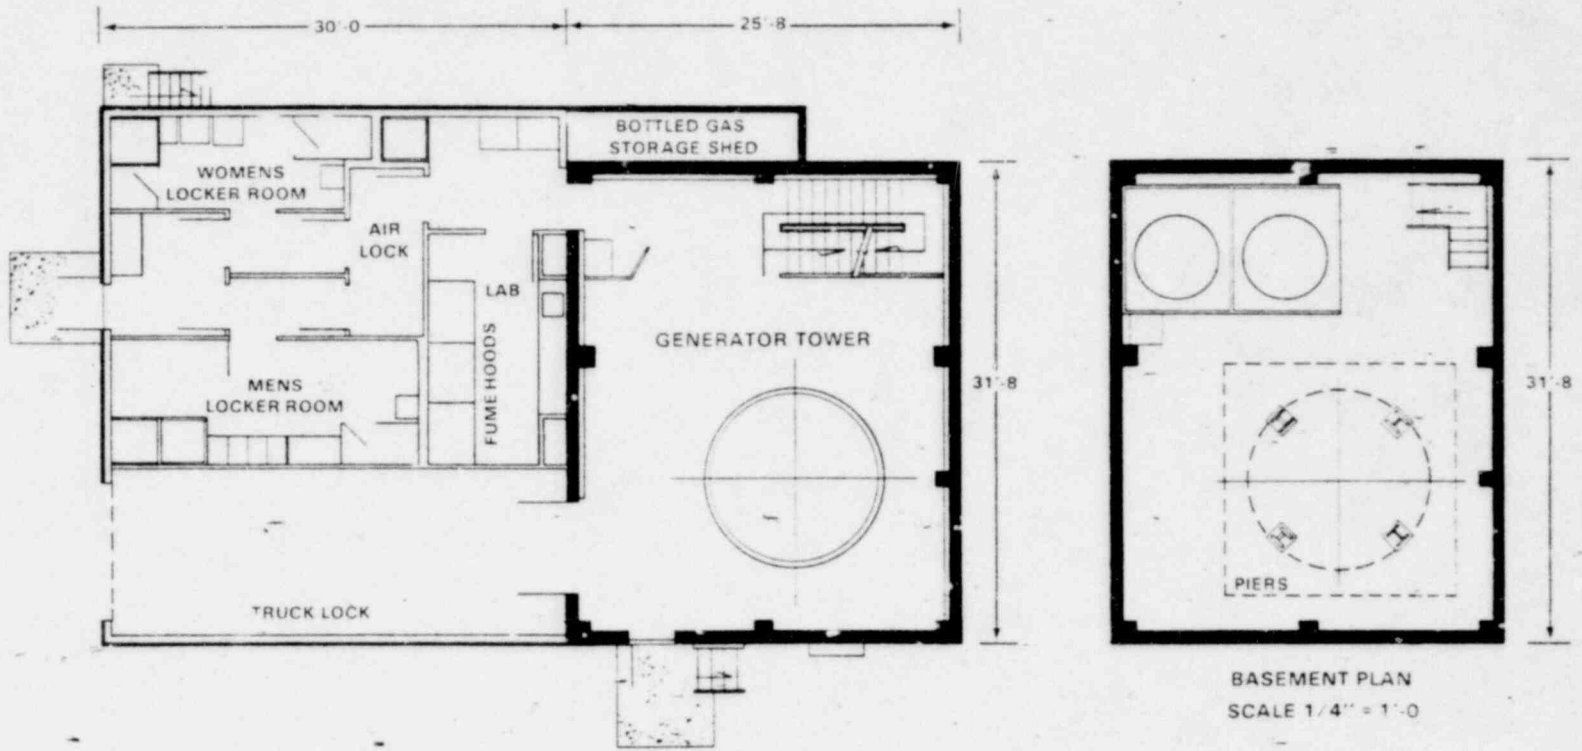 30'-0
25'-8
BOTTLED GAS
STORAGE SHED
WOMENS
LOCKER ROOM
AIR
LOCK
LAB
FUME HOODS
GENERATOR TOWER
MENS
LOCKER ROOM
TRUCK LOCK
31'-8
31'-8
PIERS
BASEMENT PLAN
SCALE 1/4" = 1'-0